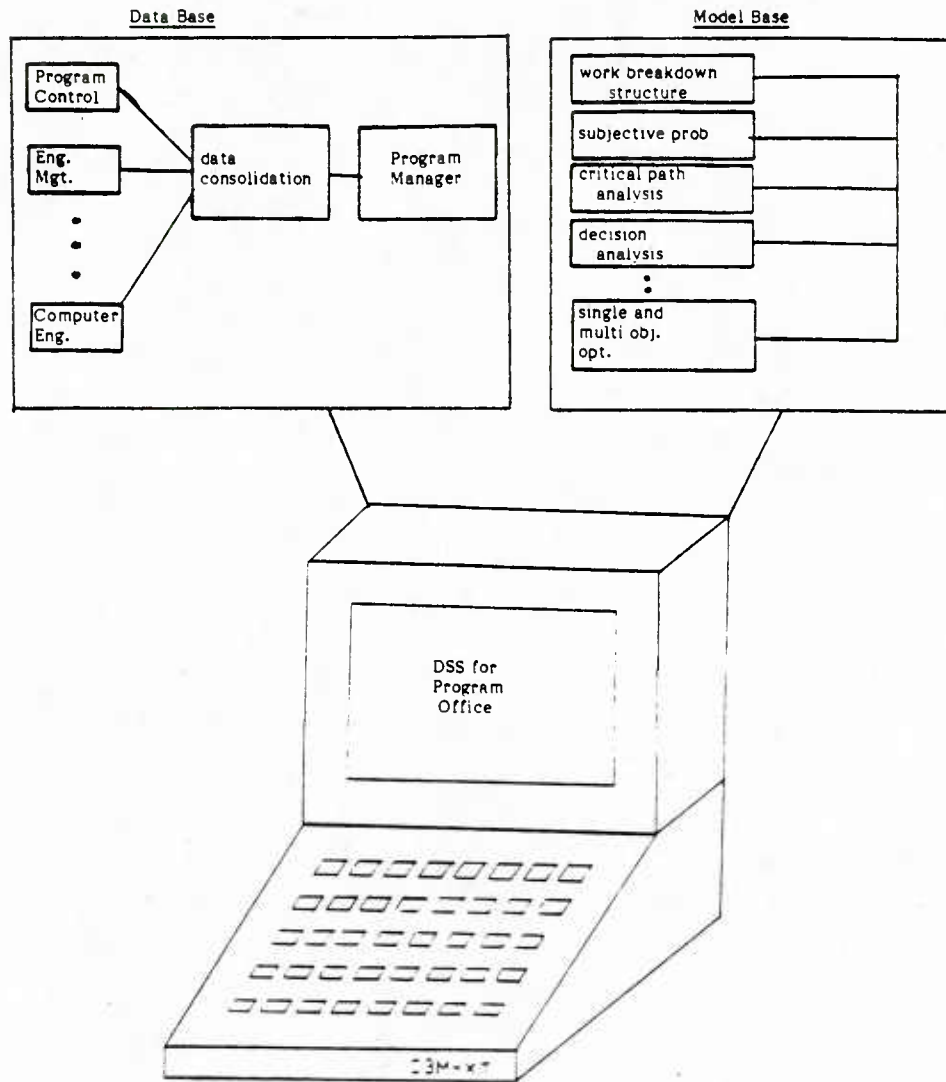 Data Base
Program
Control
Eng.
Mgt.
Computer
Eng.
data
consolidation
Program
Manager
Model Base
work breakdown
structure
subjective prob
critical path
analysis
decision
analysis
single and
multi obj.
opt.
DSS for
Program
Office